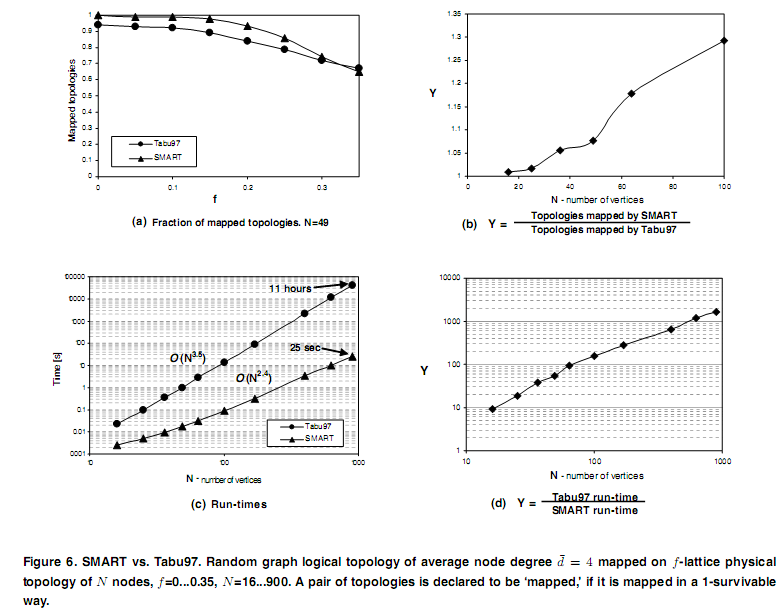 1
0.9
0.8
0.7
0.6
0.5
0.4
0.3
0.2
0.1
0
Mapped topologies
Tabu97
SMART
0 0.1 0.2 0.3
f
(a) Fraction of mapped topologies. N=49
1.35
1.3
1.25
1.2
1.15
1.1
1.05
1
Y
0 20 40 60 80 100
N - number of vertices
(b) Y = Topologies mapped by SMART
Topologies mapped by Tabu97
1
0.1
0.01
Time [s]
11 hours
25 sec
O(N^3.5)
O(N^2.4)
Tabu97
SMART
N - number of vertices
(c) Run-times
10000
1000
100
10
1
Y
10 100 1000
N - number of vertices
(d) Y = Tabu97 run-time
SMART run-time
Figure 6. SMART vs. Tabu97. Random graph logical topology of average node degree d̄ = 4 mapped on f-lattice physical
topology of N nodes, f=0...0.35, N=16...900. A pair of topologies is declared to be ‘mapped,’ if it is mapped in a 1-survivable
way.